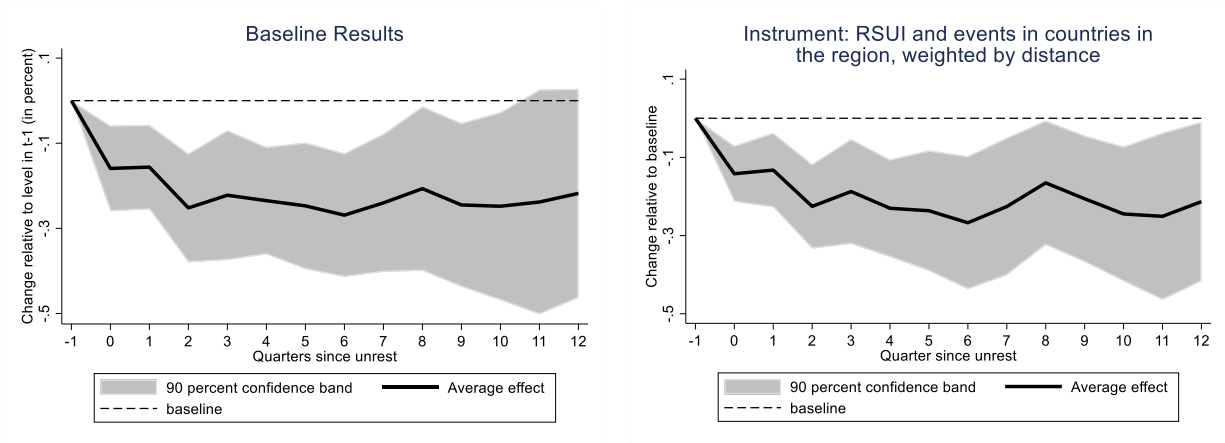 Baseline Results
Change relative to level in t-1 (in percent)
.1
-.1
-.3
-.5
-1 0 1 2 3 4 5 6 7 8 9 10 11 12
Quarters since unrest
90 percent confidence band Average effect
baseline
Instrument: RSUI and events in countries in
the region, weighted by distance
Change relative to baseline
.1
-.1
-.3
-.5
-1 0 1 2 3 4 5 6 7 8 9 10 11 12
Quarter since unrest
90 percent confidence band Average effect
baseline